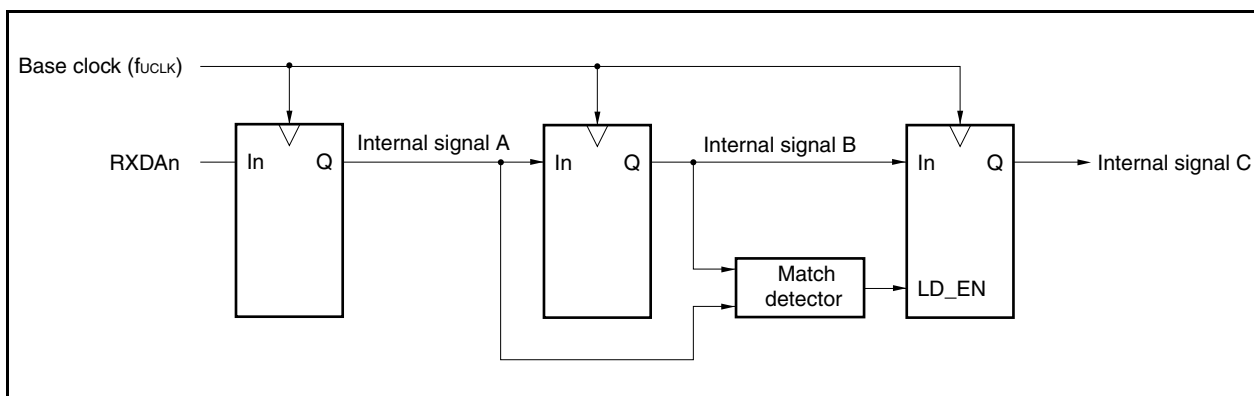 Base clock (fUCLK)
RXDAn
In
Q
Internal signal A
In
Q
Internal signal B
In
Q
Internal signal C
Match
detector
LD_EN